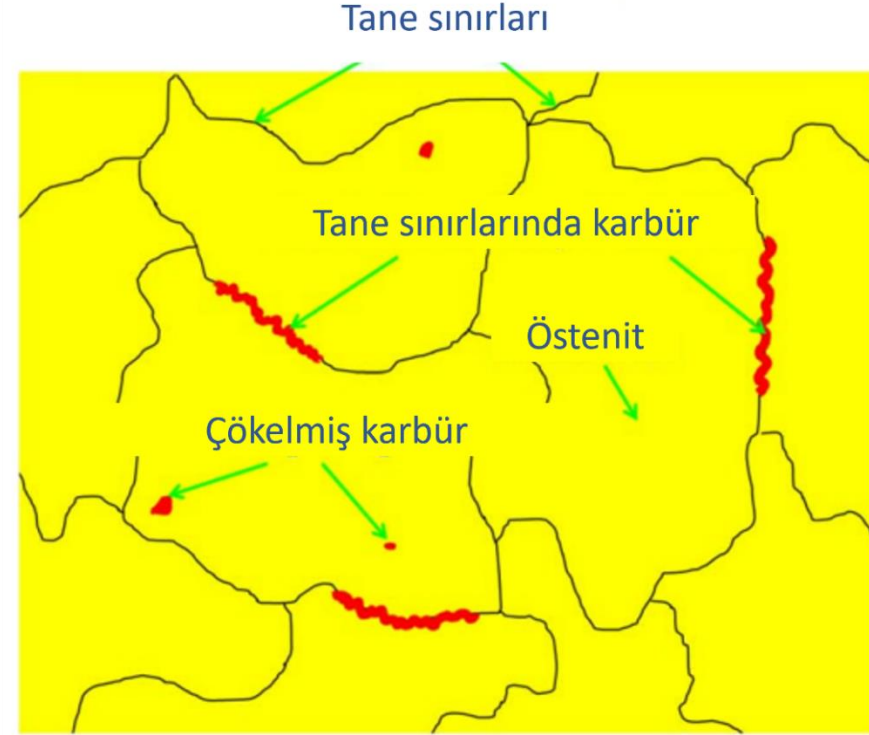 Tane sınırları
Tane sınırlarında karbür
Östenit
Çökelmiş karbür